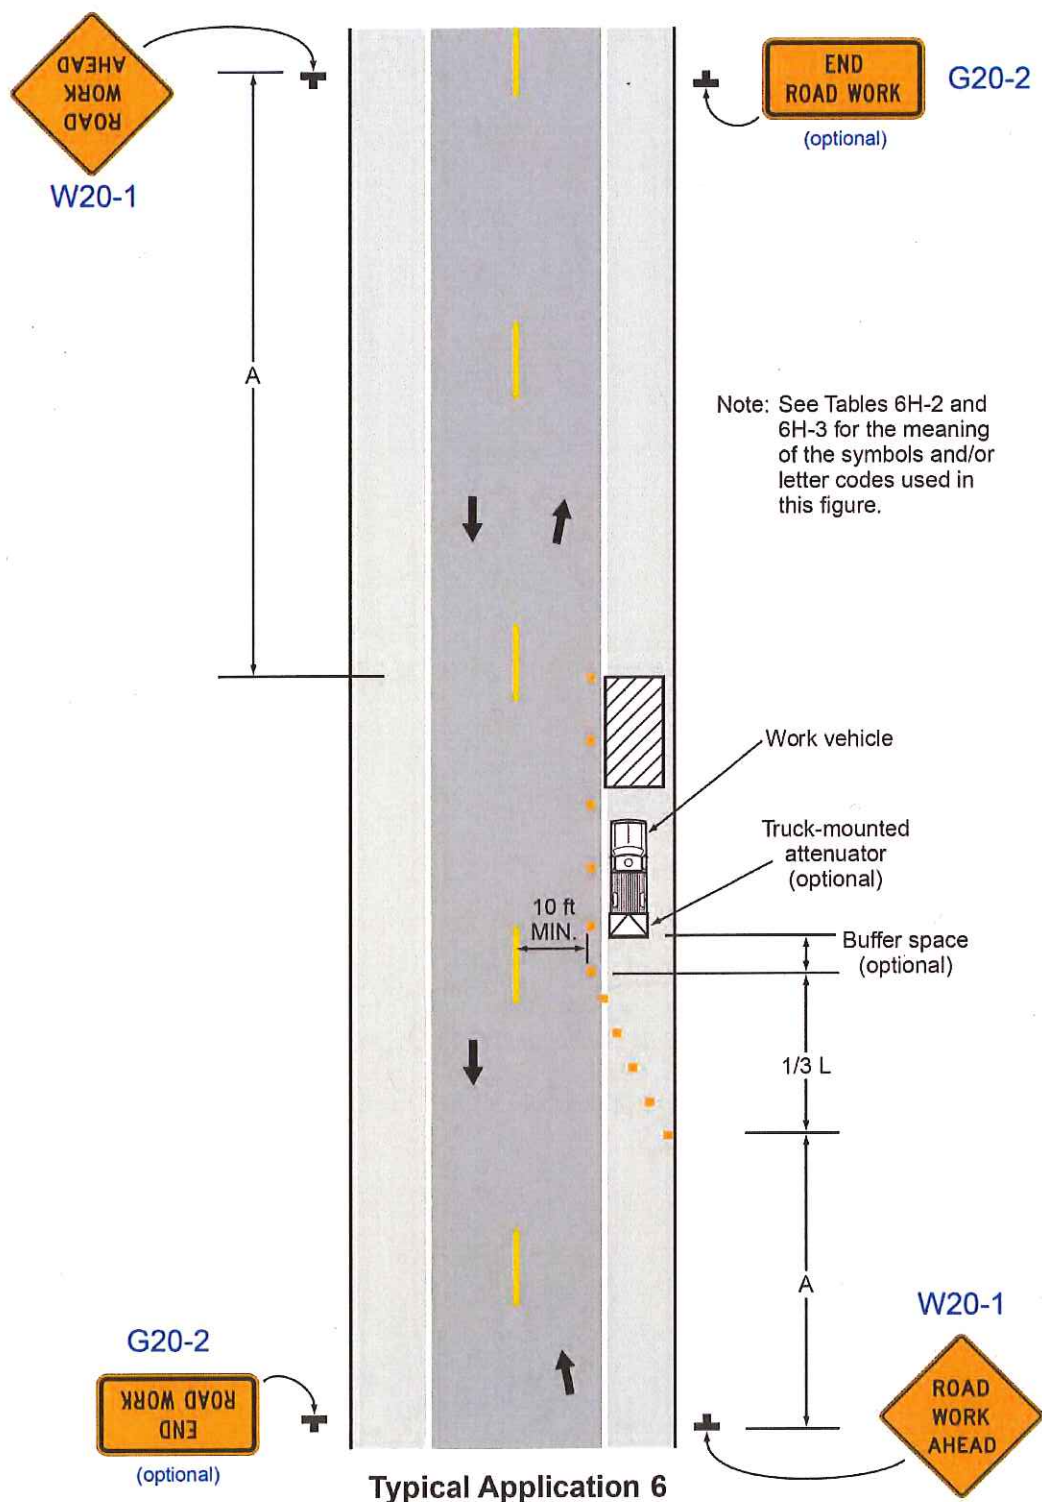 ROAD
WORK
AHEAD
W20-1
END
ROAD WORK
(optional)
G20-2
A
Note: See Tables 6H-2 and
6H-3 for the meaning
of the symbols and/or
letter codes used in
this figure.
Work vehicle
Truck-mounted
attenuator
(optional)
10 ft
MIN.
Buffer space
(optional)
1/3 L
A
G20-2
END
ROAD WORK
(optional)
W20-1
ROAD
WORK
AHEAD
Typical Application 6